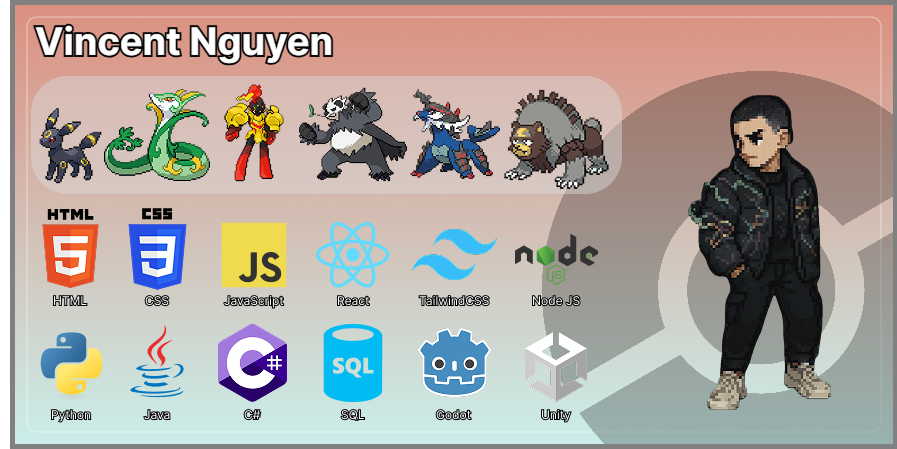 Vincent Nguyen
HTML CSS
5 3 JS node
JS
HTML CSS JavaScript React TailwindCSS Node JS
C# SQL
Python Java C# SQL Godot Unity